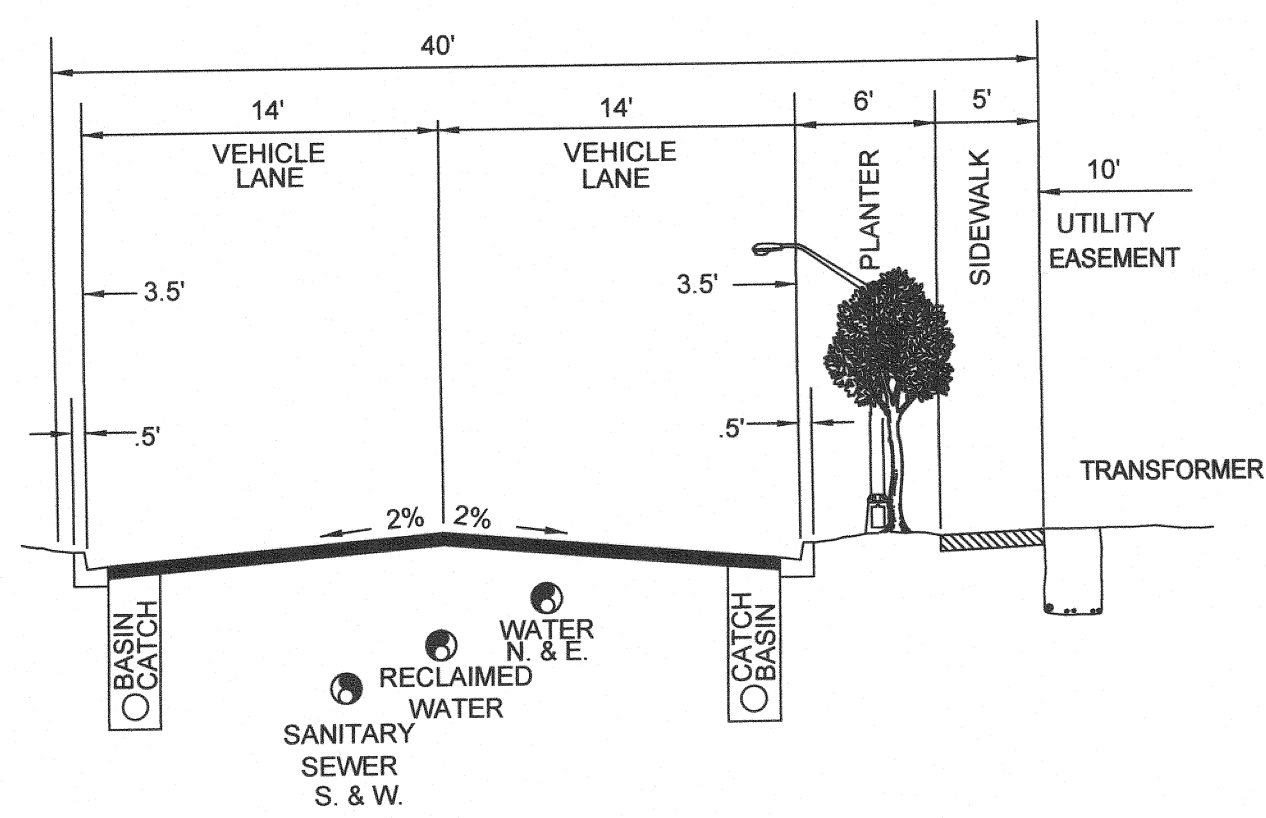 40'
14'
14'
6'
5'
VEHICLE
LANE
VEHICLE
LANE
PLANTER
SIDEWALK
10'
UTILITY
EASEMENT
3.5'
3.5'
.5'
.5'
TRANSFORMER
2%
2%
BASIN
CATCH
WATER
N. & E.
RECLAIMED
WATER
SANITARY
SEWER
S. & W.
CATCH
BASIN